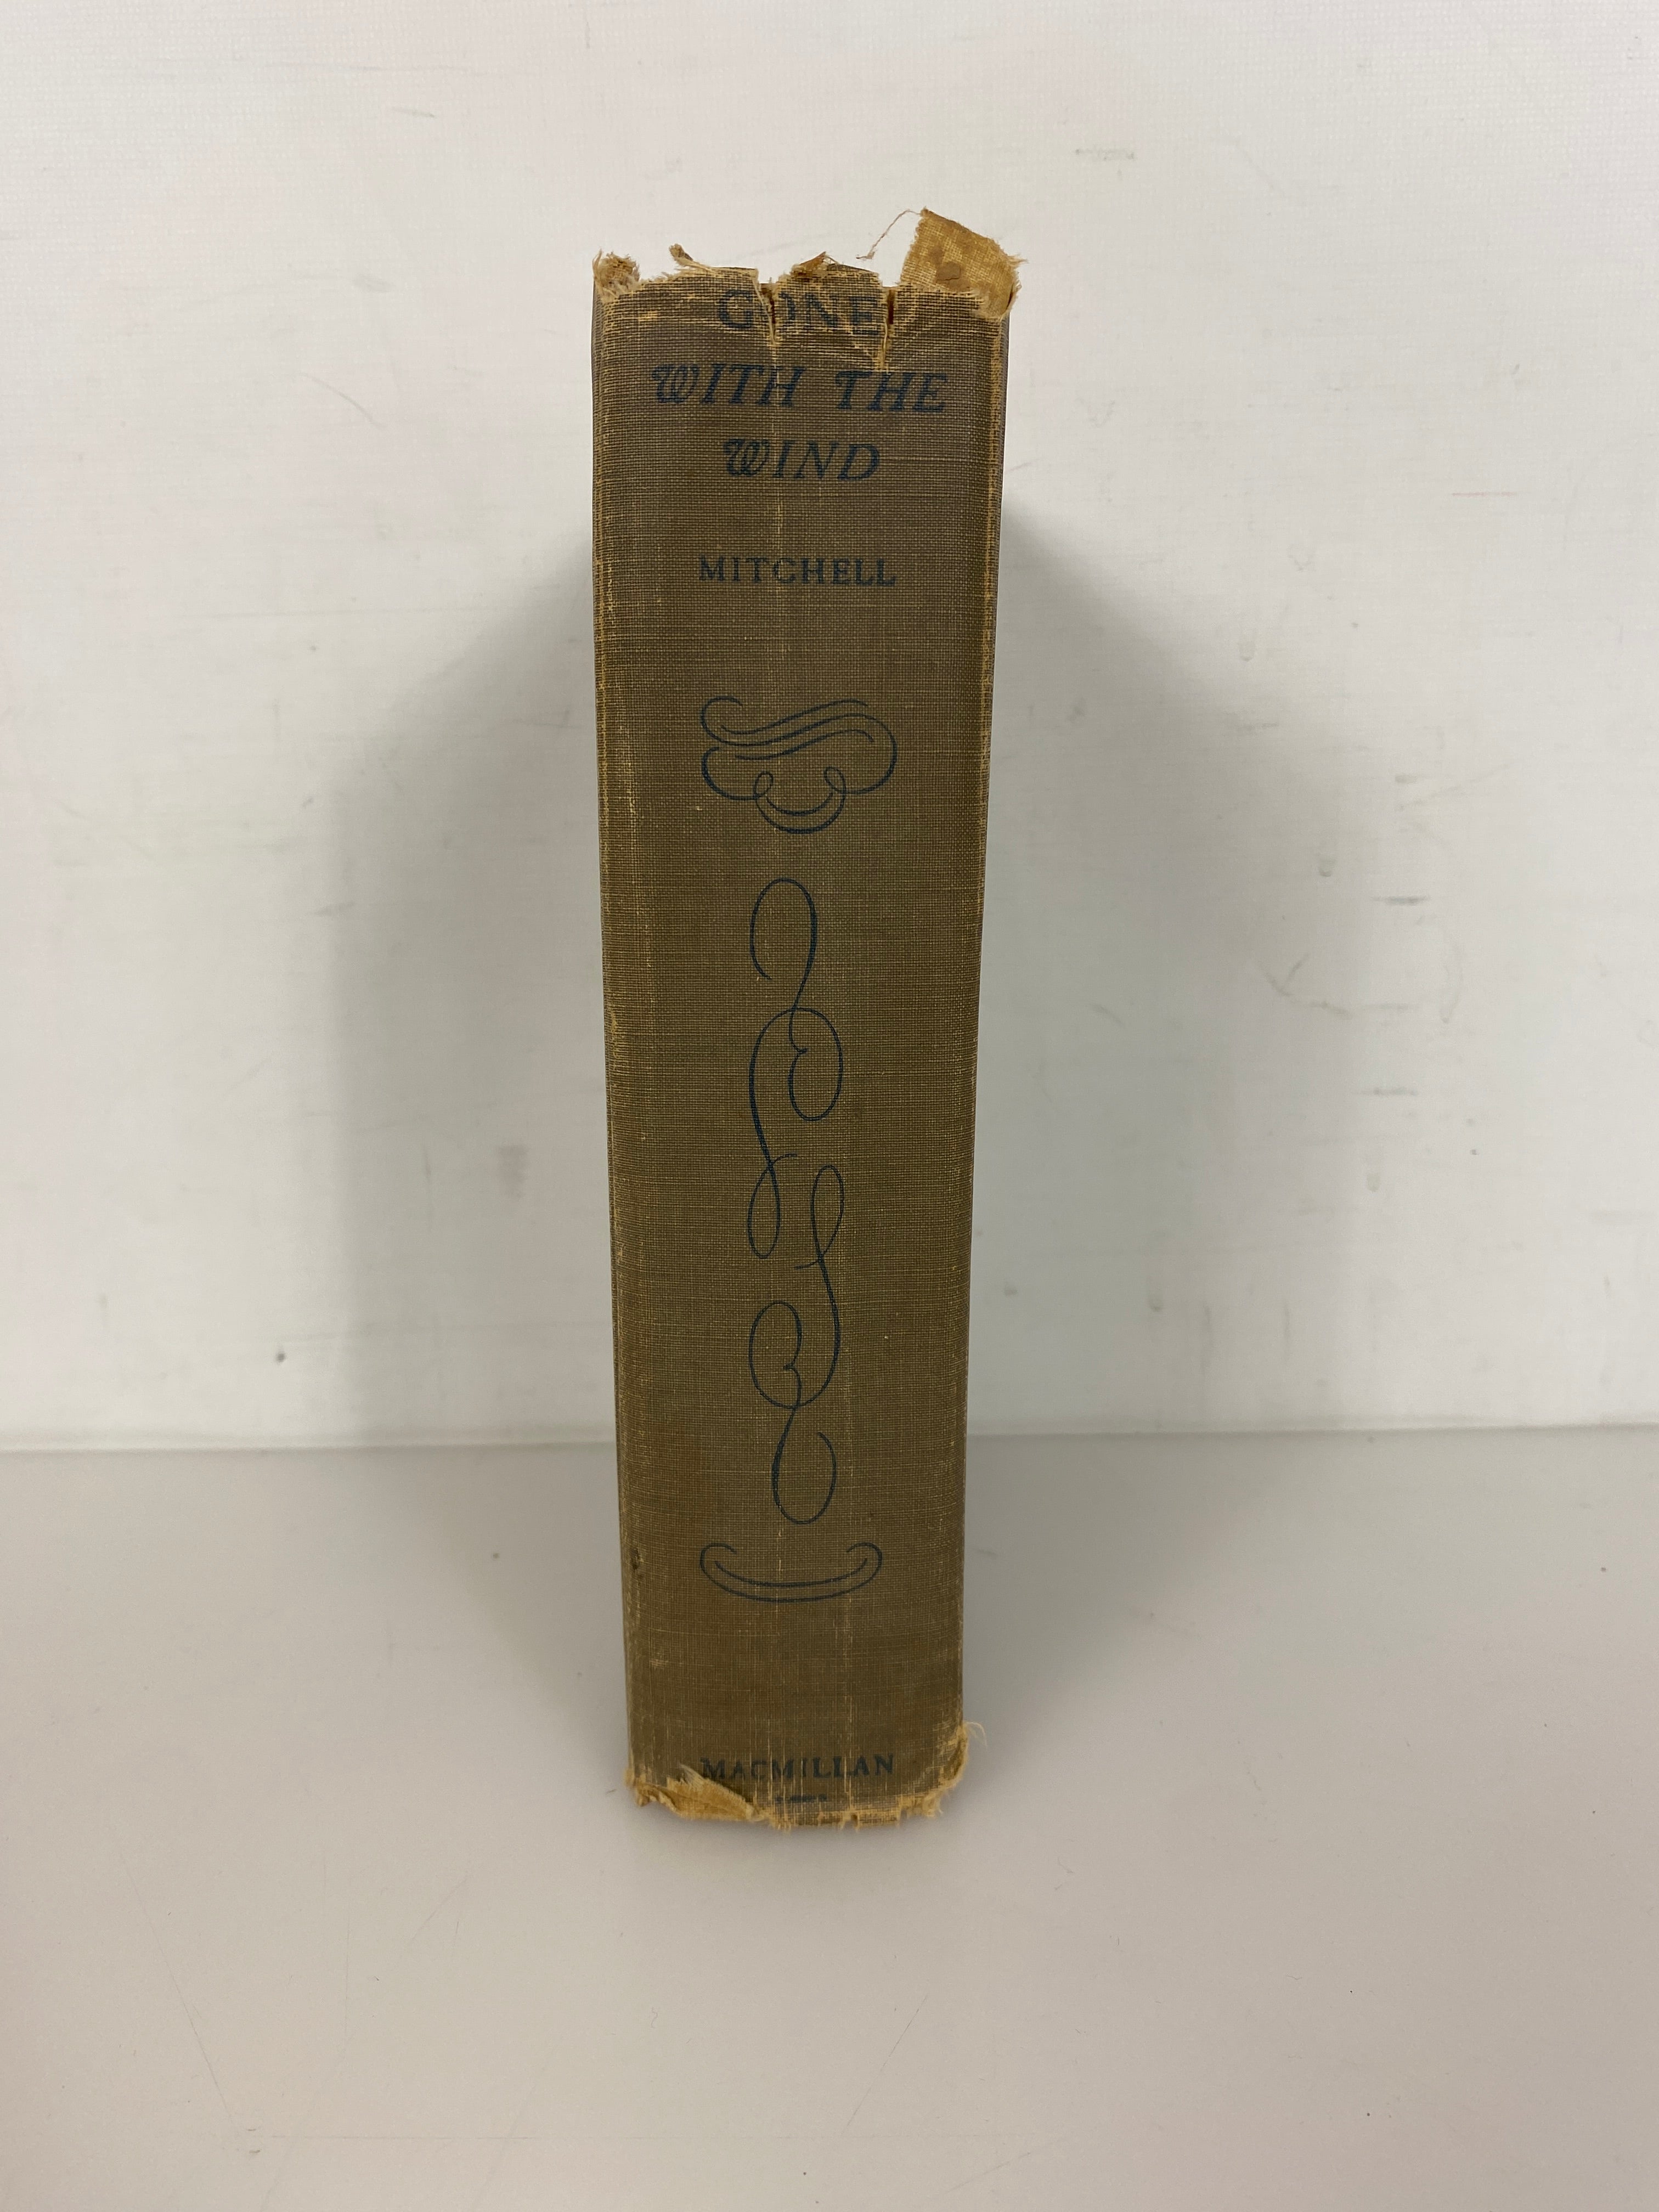 GONE
WITH THE
WIND
MITCHELL
MACMILLAN